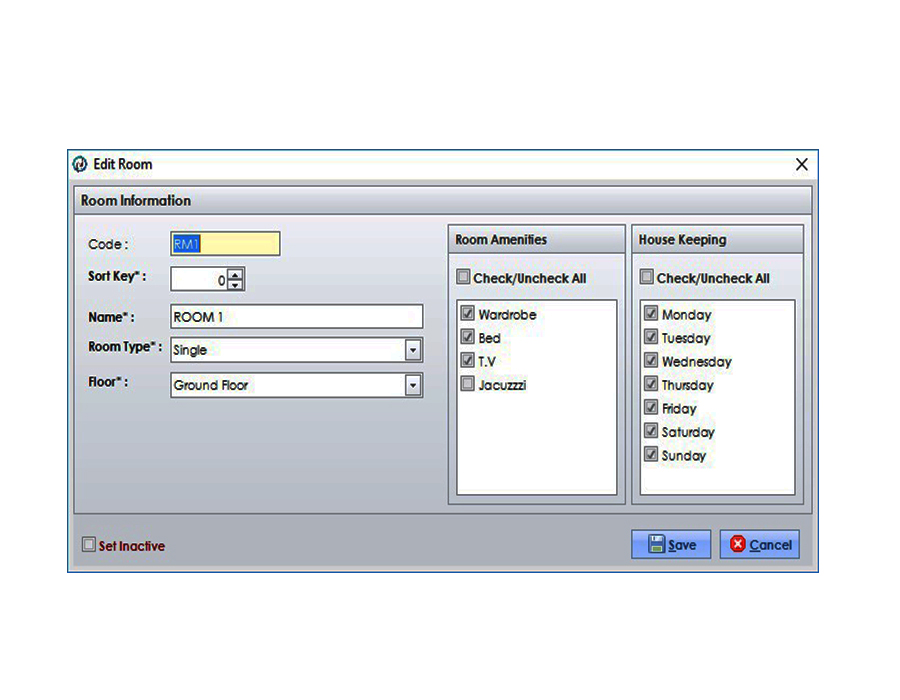 Edit Room
Room Information
Code :
RM1
Sort Key* :
0
Name* :
ROOM 1
Room Type* :
Single
Floor* :
Ground Floor
Room Amenities
Check/Uncheck All
Wardrobe
Bed
T.V
Jacuzzzi
House Keeping
Check/Uncheck All
Monday
Tuesday
Wednesday
Thursday
Friday
Saturday
Sunday
Set Inactive
Save
Cancel